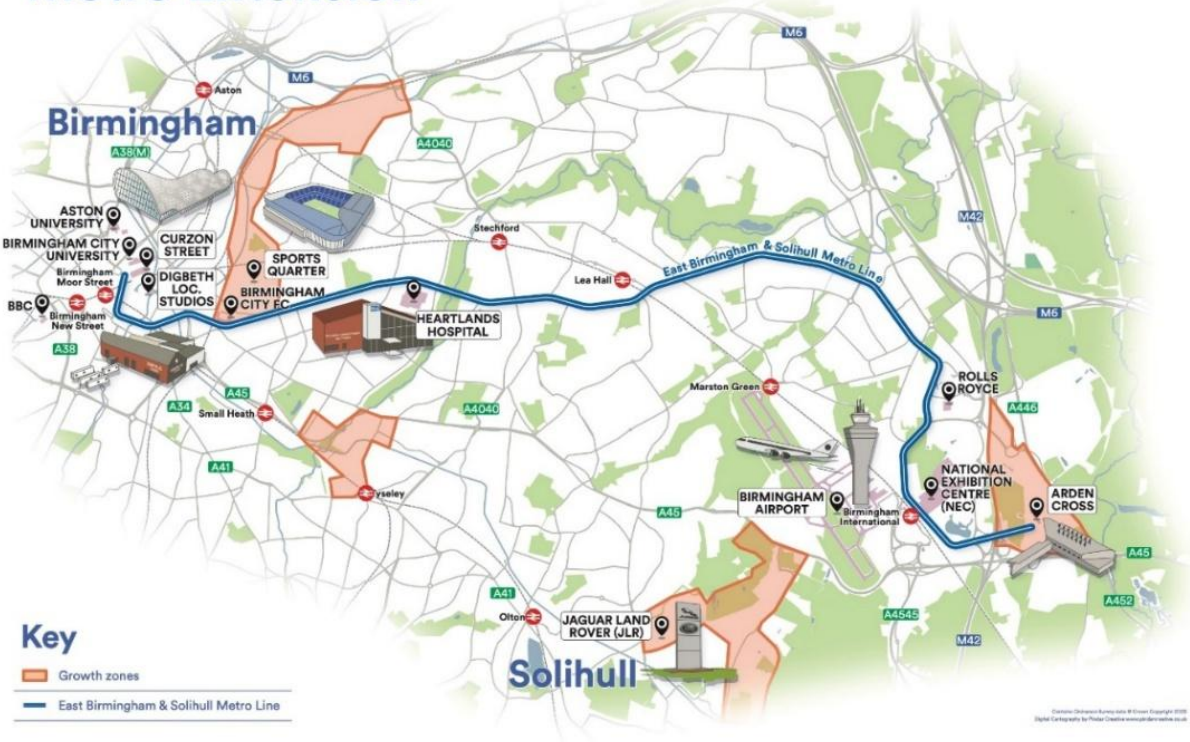 M6
M6
Aston
Birmingham
A38(M)
A4040
ASTON
UNIVERSITY
BIRMINGHAM CITY
UNIVERSITY
CURZON
STREET
Stechford
M42
East Birmingham & Solihull Metro Line
Birmingham
Moor Street
DIGBETH
LOC.
STUDIOS
SPORTS
QUARTER
Lea Hall
BIRMINGHAM
CITY FC
BBC
Birmingham
New Street
HEARTLANDS
HOSPITAL
M6
A38
A45
A34
Small Heath
A4040
Marston Green
ROLLS
ROYCE
A446
A41
yseley
NATIONAL
EXHIBITION
CENTRE
(NEC)
BIRMINGHAM
AIRPORT
Birmingham
International
ARDEN
CROSS
A45
A45
A41
A452
Olton
JAGUAR LAND
ROVER (JLR)
A4545
M42
Solihull
Key
Growth zones
East Birmingham & Solihull Metro Line